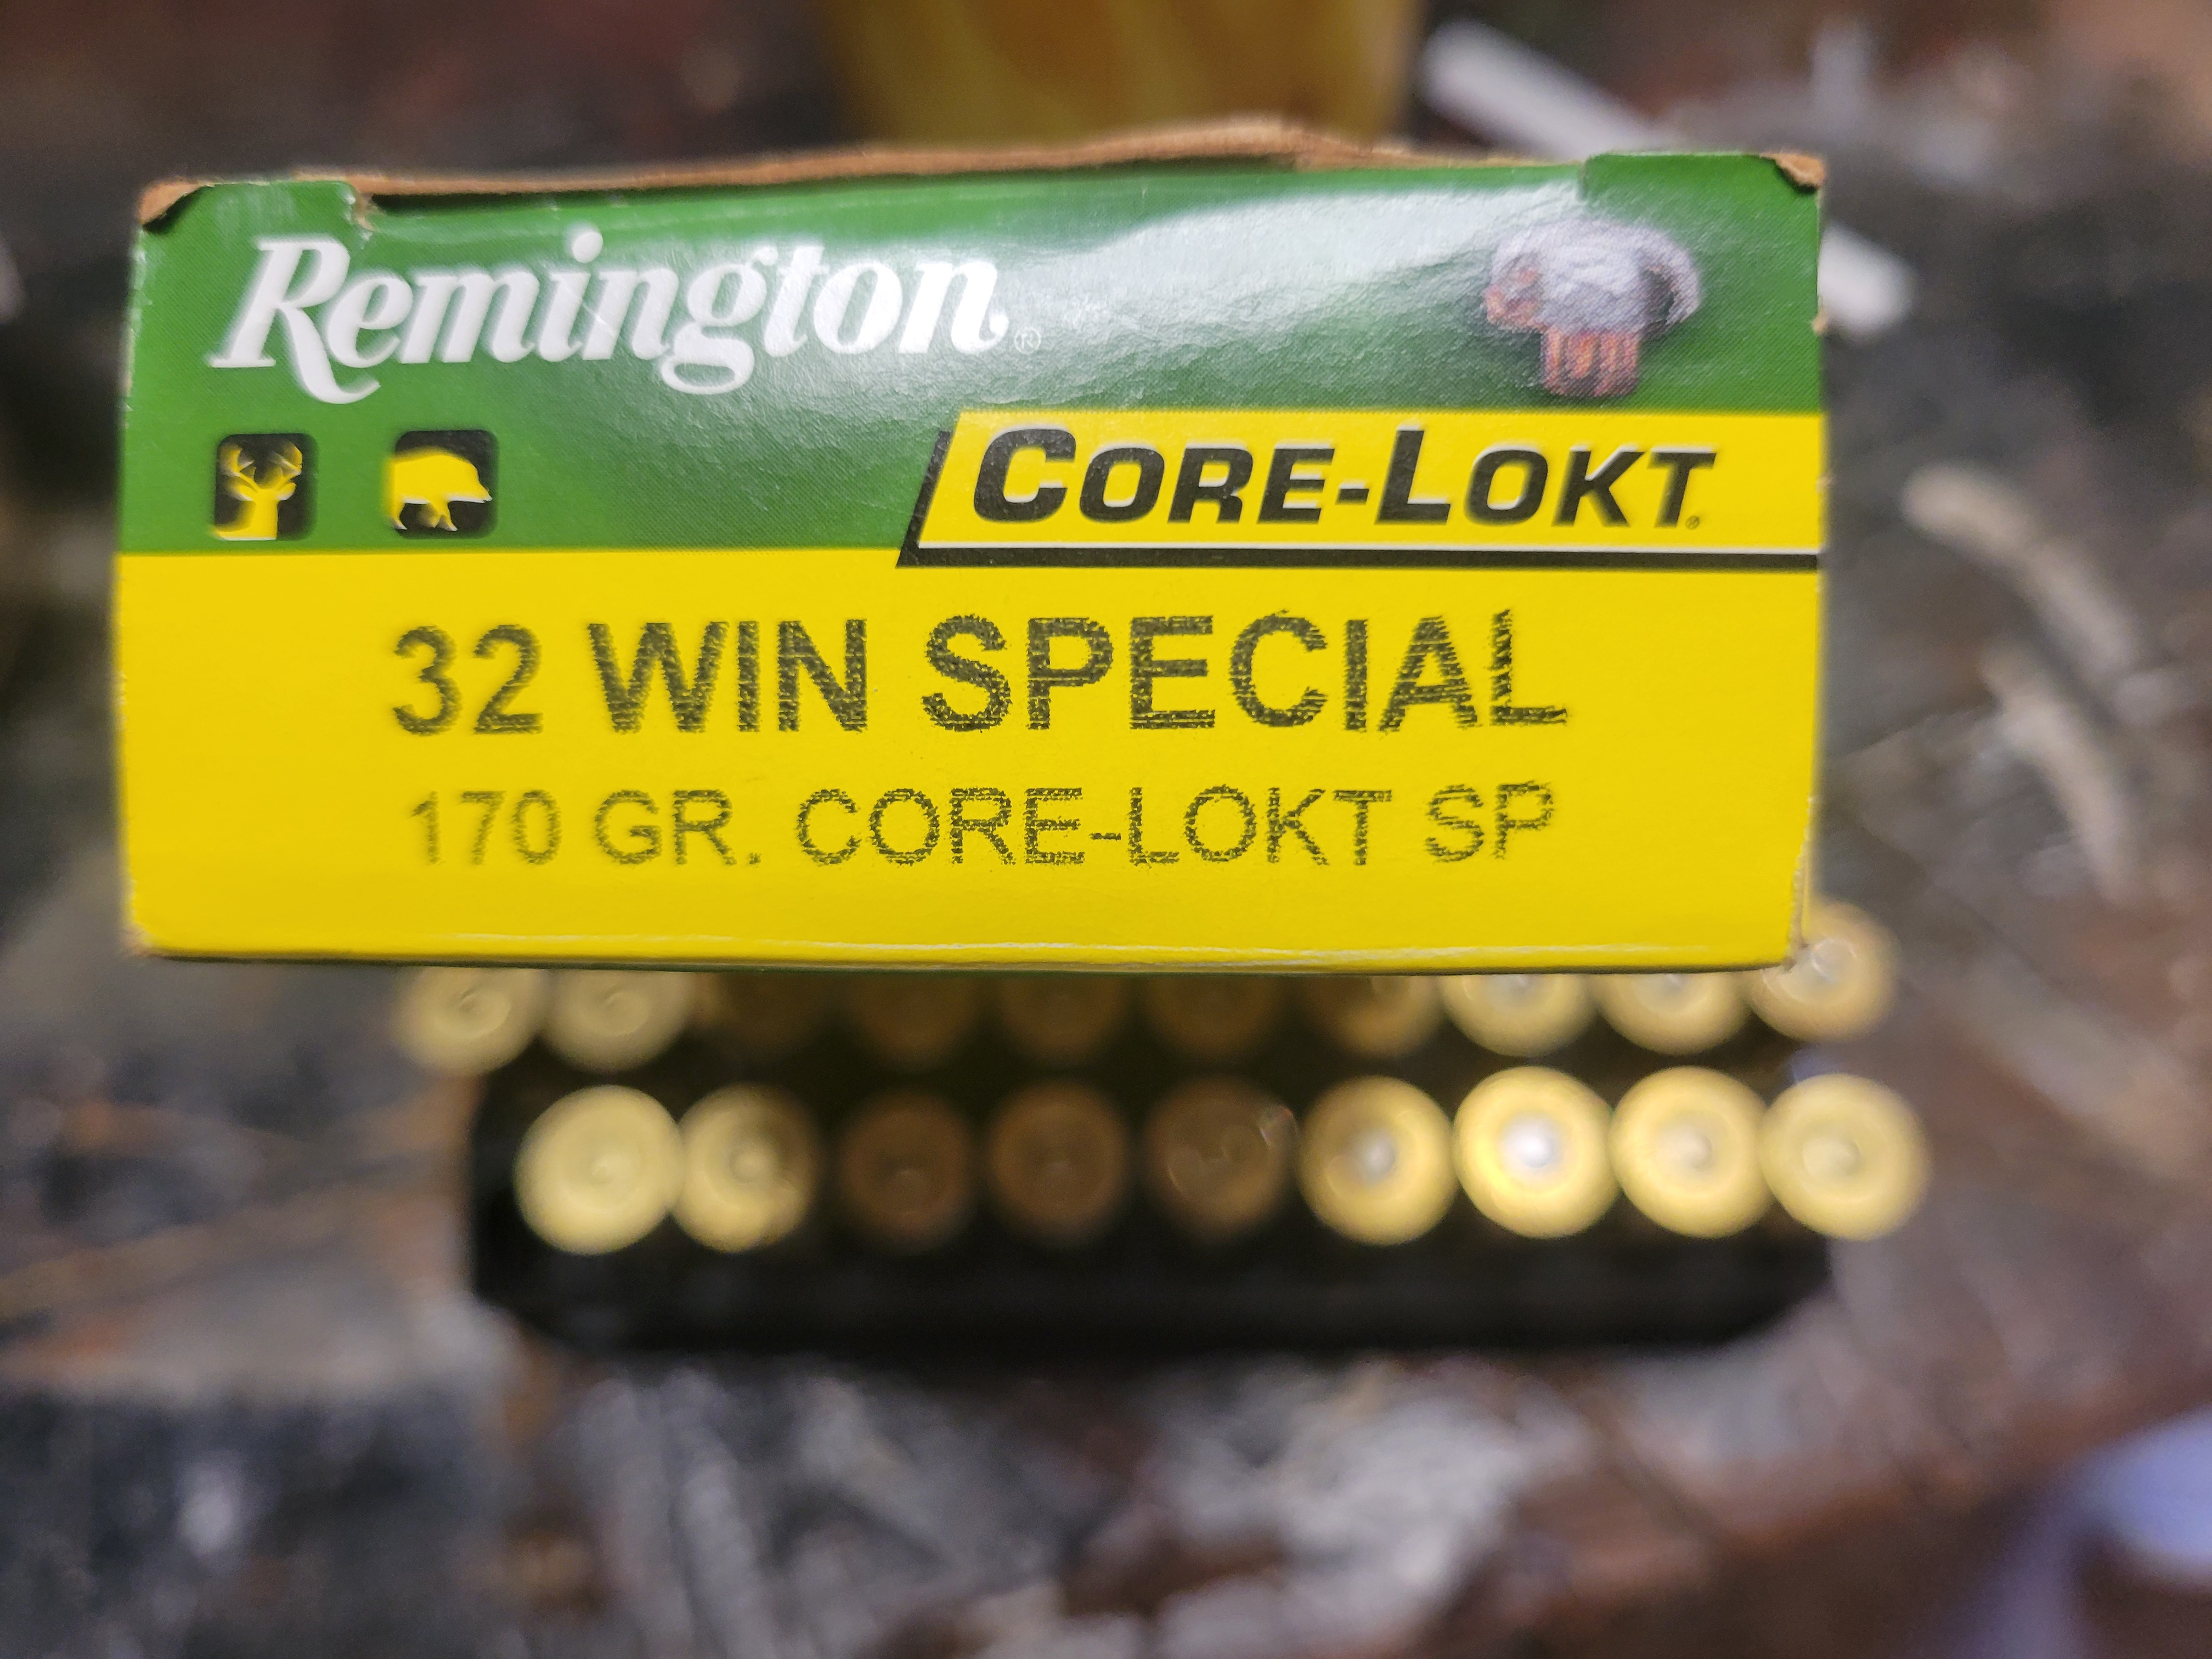 Remington®
CORE-LOKT®
32 WIN SPECIAL
170 GR. CORE-LOKT SP